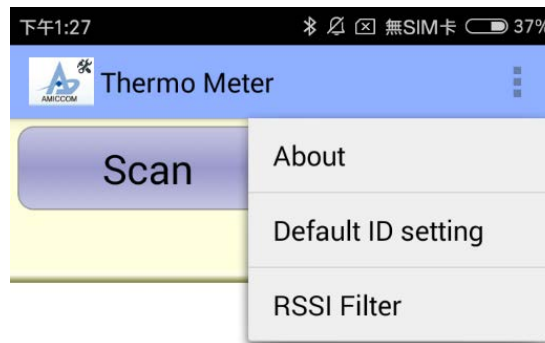 下午1:27 無SIM卡 37%
AMICCOM Thermo Meter
Scan
About
Default ID setting
RSSI Filter